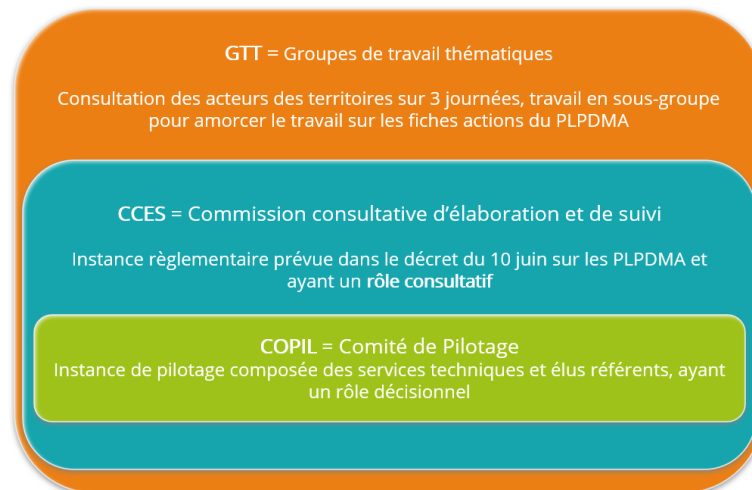 GTT = Groupes de travail thématiques
Consultation des acteurs des territoires sur 3 journées, travail en sous-groupe
pour amorcer le travail sur les fiches actions du PLPDMA
CCES = Commission consultative d'élaboration et de suivi
Instance règlementaire prévue dans le décret du 10 juin sur les PLPDMA et
ayant un rôle consultatif
COPIL = Comité de Pilotage
Instance de pilotage composée des services techniques et élus référents, ayant
un rôle décisionnel